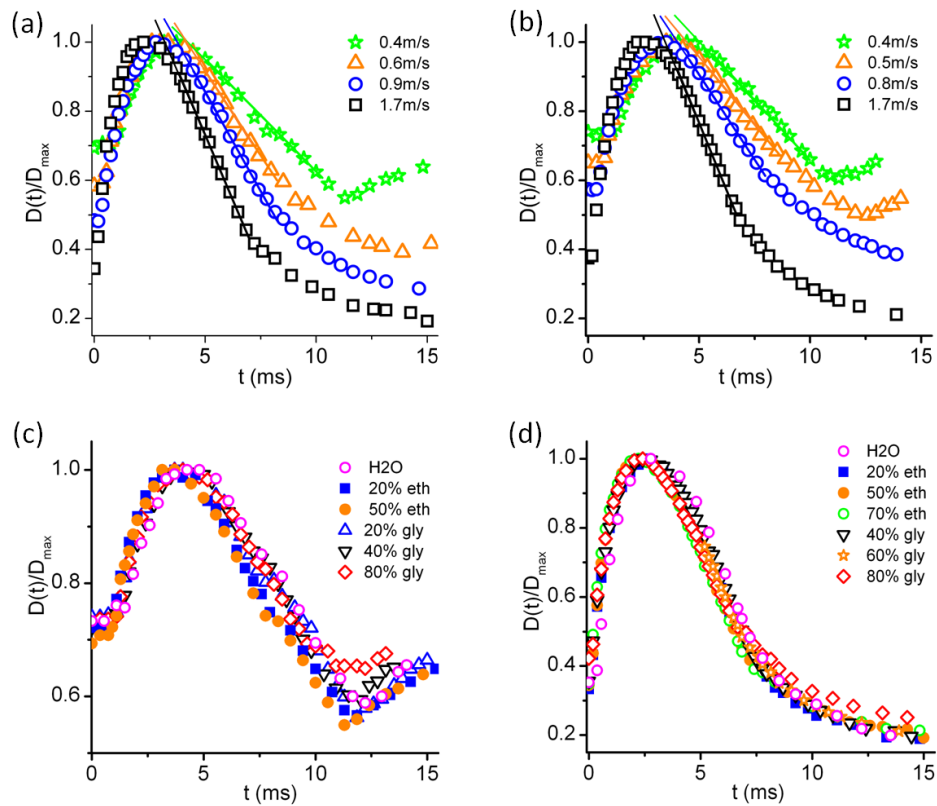 (a)
1.0
0.8
0.6
0.4
0.2
D(t)/Dmax
0.4m/s
0.6m/s
0.9m/s
1.7m/s
0
5
10
15
t (ms)
(b)
1.0
0.8
0.6
0.4
0.2
D(t)/Dmax
0.4m/s
0.5m/s
0.8m/s
1.7m/s
0
5
10
15
t (ms)
(c)
1.0
0.8
0.6
D(t)/Dmax
H2O
20% eth
50% eth
20% gly
40% gly
80% gly
0
5
10
15
t (ms)
(d)
1.0
0.8
0.6
0.4
0.2
D(t)/Dmax
H2O
20% eth
50% eth
70% eth
40% gly
60% gly
80% gly
0
5
10
15
t (ms)